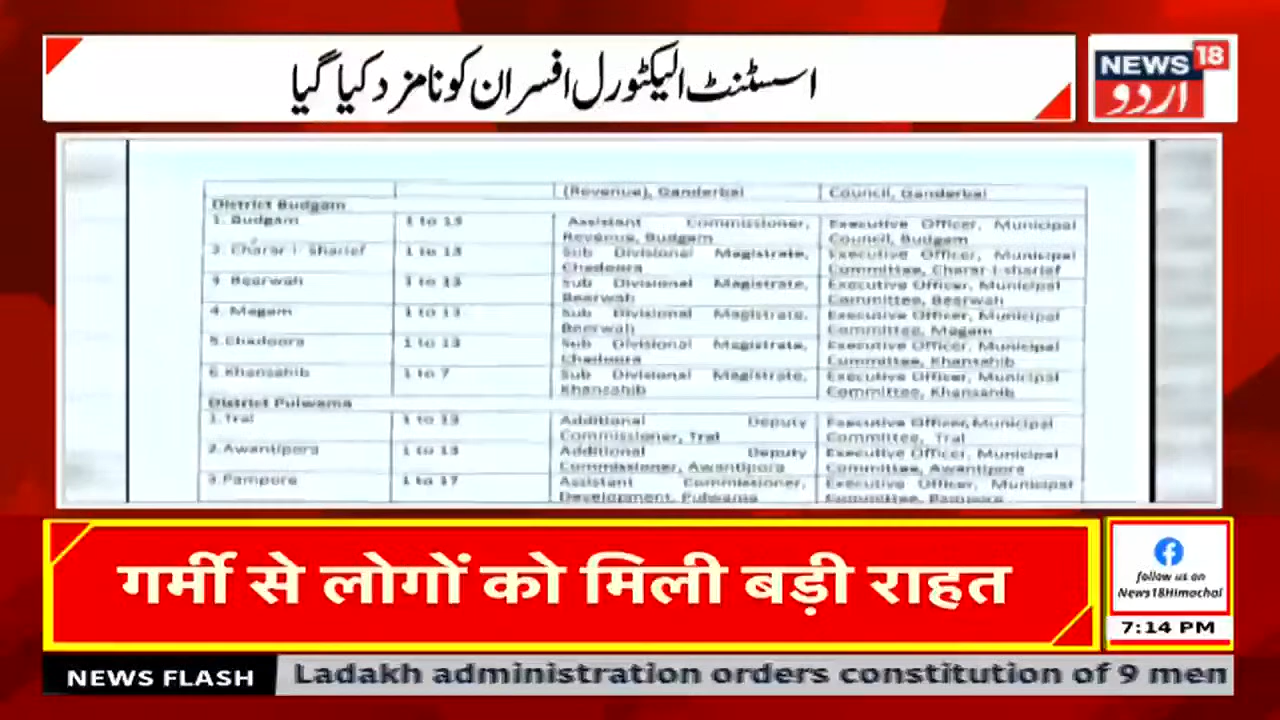 اسسٹنٹ الیکٹورل افسران کو نامزد کیا گیا
NEWS 18
اردو
(Revenue), Ganderbal Council, Ganderbal
District Budgam
1. Budgam 1 to 13 Assistant Commissioner, Revenue, Budgam Executive Officer, Municipal Council, Budgam
2. Charar-i-sharief 1 to 13 Sub Divisional Magistrate, Chadoora Executive Officer, Municipal Committee, Charar-i-sharief
3. Beerwah 1 to 13 Sub Divisional Magistrate, Beerwah Executive Officer, Municipal Committee, Beerwah
4. Magam 1 to 13 Sub Divisional Magistrate, Beerwah Executive Officer, Municipal Committee, Magam
5.Chadoora 1 to 13 Sub Divisional Magistrate, Chadoora Executive Officer, Municipal Committee, Khansahib
6.Khansahib 1 to 7 Sub Divisional Magistrate, Khansahib Executive Officer, Municipal Committee, Khansahib
District Pulwama
1.Tral 1 to 13 Additional Deputy Commissioner, Tral Executive Officer, Municipal Committee, Tral
2.Awantipora 1 to 13 Additional Deputy Commissioner, Awantipora Executive Officer, Municipal Committee, Awantipora
3.Pampore 1 to 17 Assistant Commissioner, Development, Pulwama Executive Officer, Municipal Committee, Pampore
गर्मी से लोगों को मिली बड़ी राहत
follow us on
News18Himachal
7:14 PM
NEWS FLASH
Ladakh administration orders constitution of 9 men